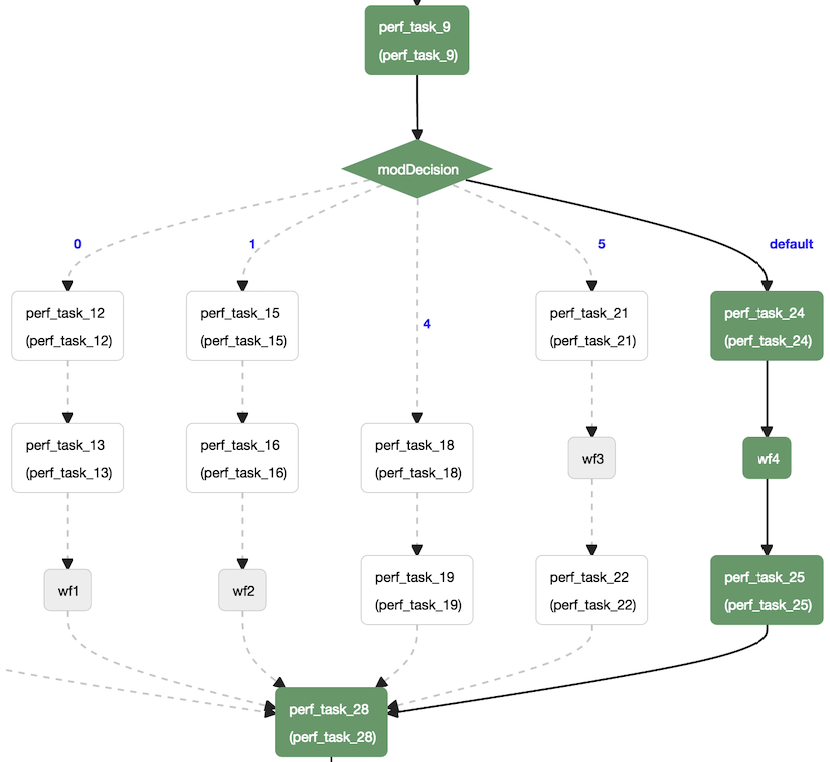 perf_task_9
(perf_task_9)
modDecision
0
1
5
default
perf_task_12
(perf_task_12)
perf_task_15
(perf_task_15)
4
perf_task_21
(perf_task_21)
perf_task_24
(perf_task_24)
perf_task_13
(perf_task_13)
perf_task_16
(perf_task_16)
perf_task_18
(perf_task_18)
wf3
wf4
wf1
wf2
perf_task_19
(perf_task_19)
perf_task_22
(perf_task_22)
perf_task_25
(perf_task_25)
perf_task_28
(perf_task_28)